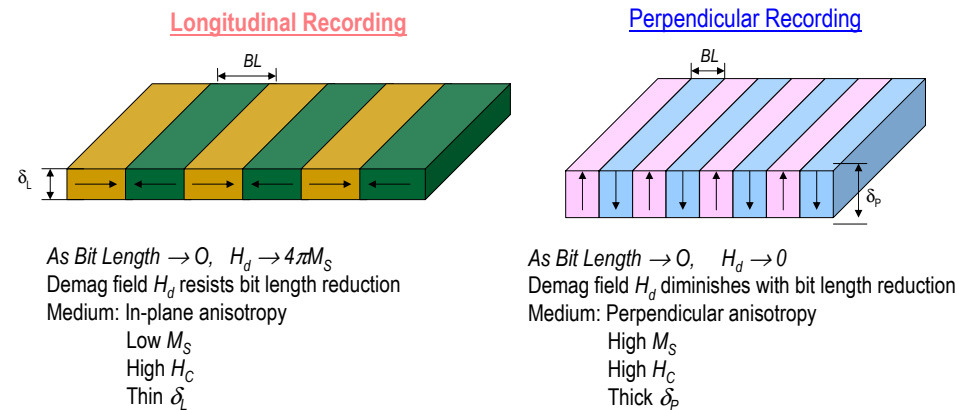 Longitudinal Recording
BL
δL
As Bit Length → O, Hd → 4πMS
Demag field Hd resists bit length reduction
Medium: In-plane anisotropy
Low MS
High HC
Thin δL
Perpendicular Recording
BL
δP
As Bit Length → O, Hd → 0
Demag field Hd diminishes with bit length reduction
Medium: Perpendicular anisotropy
High MS
High HC
Thick δP